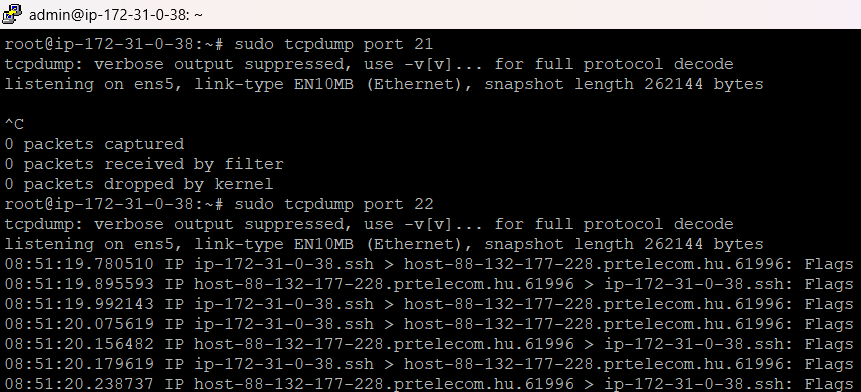 admin@ip-172-31-0-38: ~
root@ip-172-31-0-38:~# sudo tcpdump port 21
tcpdump: verbose output suppressed, use -v[v]... for full protocol decode
listening on ens5, link-type EN10MB (Ethernet), snapshot length 262144 bytes
^C
0 packets captured
0 packets received by filter
0 packets dropped by kernel
root@ip-172-31-0-38:~# sudo tcpdump port 22
tcpdump: verbose output suppressed, use -v[v]... for full protocol decode
listening on ens5, link-type EN10MB (Ethernet), snapshot length 262144 bytes
08:51:19.780510 IP ip-172-31-0-38.ssh > host-88-132-177-228.prtelecom.hu.61996: Flags
08:51:19.895593 IP host-88-132-177-228.prtelecom.hu.61996 > ip-172-31-0-38.ssh: Flags
08:51:19.992143 IP ip-172-31-0-38.ssh > host-88-132-177-228.prtelecom.hu.61996: Flags
08:51:20.075619 IP ip-172-31-0-38.ssh > host-88-132-177-228.prtelecom.hu.61996: Flags
08:51:20.156482 IP host-88-132-177-228.prtelecom.hu.61996 > ip-172-31-0-38.ssh: Flags
08:51:20.179619 IP ip-172-31-0-38.ssh > host-88-132-177-228.prtelecom.hu.61996: Flags
08:51:20.238737 IP host-88-132-177-228.prtelecom.hu.61996 > ip-172-31-0-38.ssh: Flags